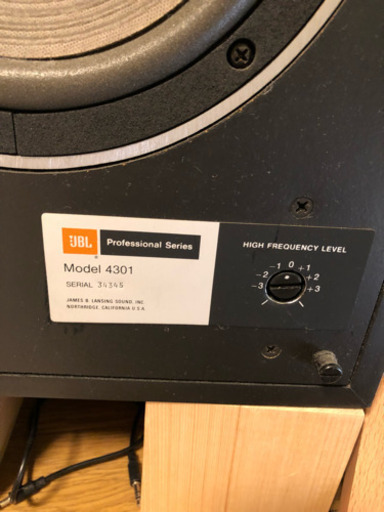 JBL Professional Series
Model 4301
SERIAL 34345
JAMES B. LANSING SOUND, INC.
NORTHRIDGE, CALIFORNIA U.S.A.
HIGH FREQUENCY LEVEL
-1 0 +1
-2 +2
-3 +3